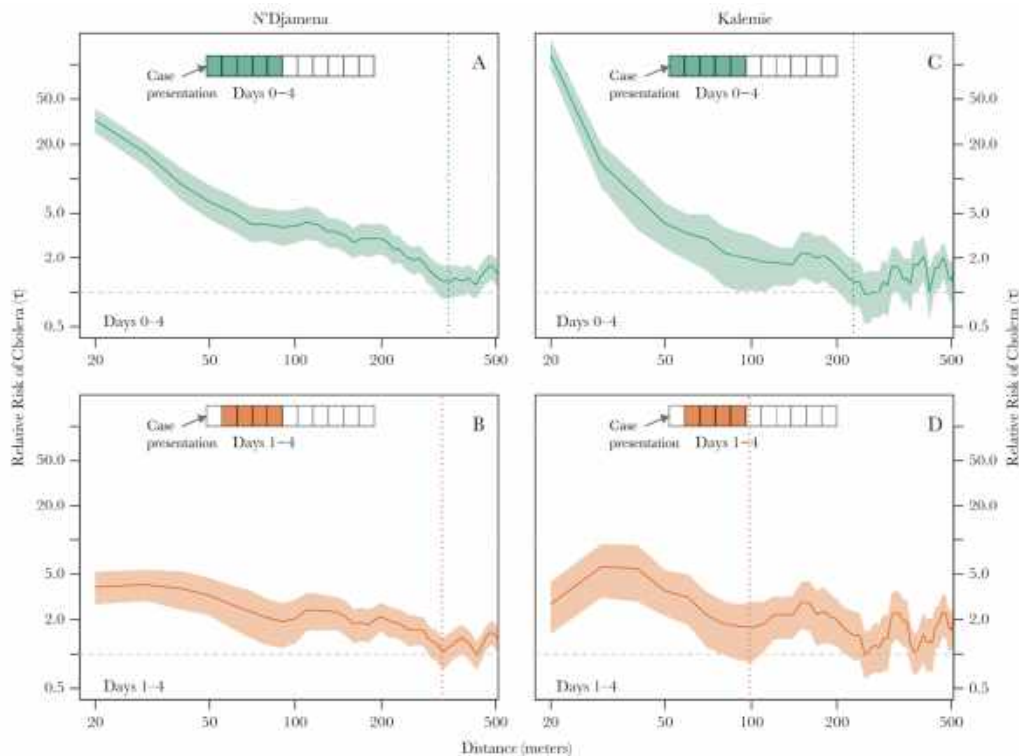 N'Djamena
Kalemie
A
Case
presentation
Days 0–4
50.0
20.0
5.0
2.0
0.5
Days 0–4
20
50
100
200
500
C
Case
presentation
Days 0–4
50.0
20.0
5.0
2.0
0.5
Days 0–4
20
50
100
200
500
B
Case
presentation
Days 1–4
50.0
20.0
5.0
2.0
0.5
Days 1–4
20
50
100
200
500
D
Case
presentation
Days 1–4
50.0
20.0
5.0
2.0
0.5
Days 1–4
20
50
100
200
500
Relative Risk of Cholera (τ)
Relative Risk of Cholera (τ)
Distance (meters)